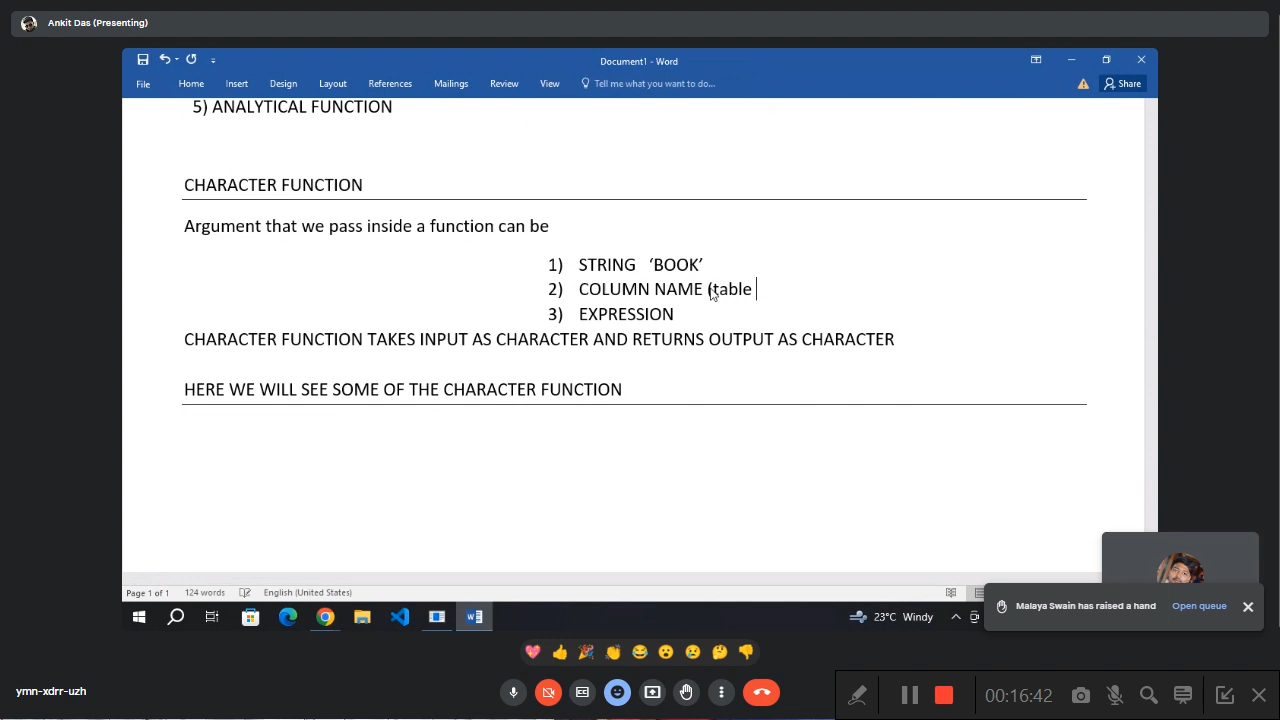 Ankit Das (Presenting)
Document1 - Word
File Home Insert Design Layout References Mailings Review View Tell me what you want to do... Share
5) ANALYTICAL FUNCTION
CHARACTER FUNCTION
Argument that we pass inside a function can be
1) STRING ‘BOOK’
2) COLUMN NAME (table
3) EXPRESSION
CHARACTER FUNCTION TAKES INPUT AS CHARACTER AND RETURNS OUTPUT AS CHARACTER
HERE WE WILL SEE SOME OF THE CHARACTER FUNCTION
Page 1 of 1 124 words English (United States)
Malaya Swain has raised a hand Open queue
23°C Windy
ymn-xdrr-uzh
00:16:42